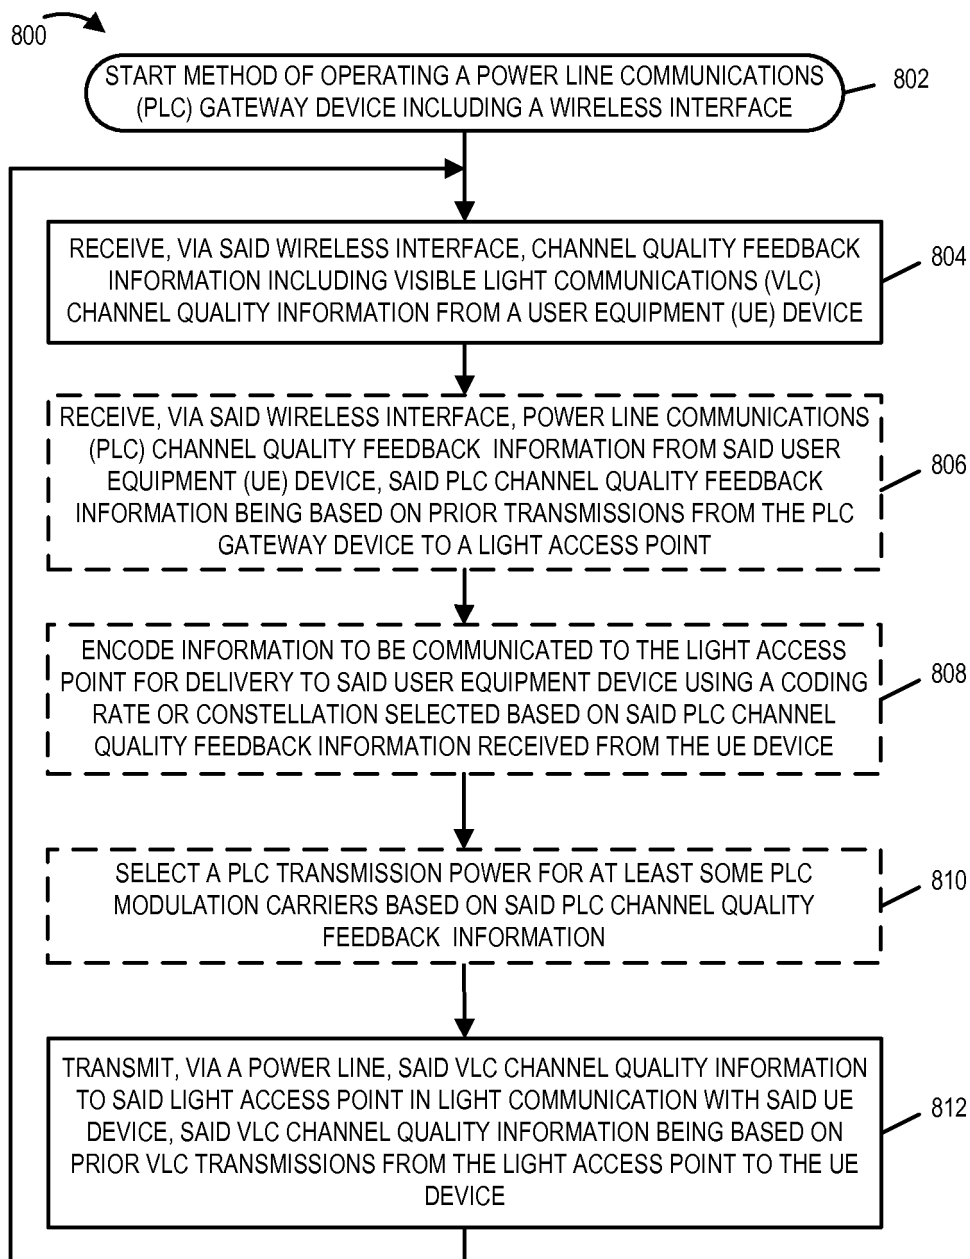 800
START METHOD OF OPERATING A POWER LINE COMMUNICATIONS
(PLC) GATEWAY DEVICE INCLUDING A WIRELESS INTERFACE
802
RECEIVE, VIA SAID WIRELESS INTERFACE, CHANNEL QUALITY FEEDBACK
INFORMATION INCLUDING VISIBLE LIGHT COMMUNICATIONS (VLC)
CHANNEL QUALITY INFORMATION FROM A USER EQUIPMENT (UE) DEVICE
804
RECEIVE, VIA SAID WIRELESS INTERFACE, POWER LINE COMMUNICATIONS
(PLC) CHANNEL QUALITY FEEDBACK INFORMATION FROM SAID USER
EQUIPMENT (UE) DEVICE, SAID PLC CHANNEL QUALITY FEEDBACK
INFORMATION BEING BASED ON PRIOR TRANSMISSIONS FROM THE PLC
GATEWAY DEVICE TO A LIGHT ACCESS POINT
806
ENCODE INFORMATION TO BE COMMUNICATED TO THE LIGHT ACCESS
POINT FOR DELIVERY TO SAID USER EQUIPMENT DEVICE USING A CODING
RATE OR CONSTELLATION SELECTED BASED ON SAID PLC CHANNEL
QUALITY FEEDBACK INFORMATION RECEIVED FROM THE UE DEVICE
808
SELECT A PLC TRANSMISSION POWER FOR AT LEAST SOME PLC
MODULATION CARRIERS BASED ON SAID PLC CHANNEL QUALITY
FEEDBACK INFORMATION
810
TRANSMIT, VIA A POWER LINE, SAID VLC CHANNEL QUALITY INFORMATION
TO SAID LIGHT ACCESS POINT IN LIGHT COMMUNICATION WITH SAID UE
DEVICE, SAID VLC CHANNEL QUALITY INFORMATION BEING BASED ON
PRIOR VLC TRANSMISSIONS FROM THE LIGHT ACCESS POINT TO THE UE
DEVICE
812